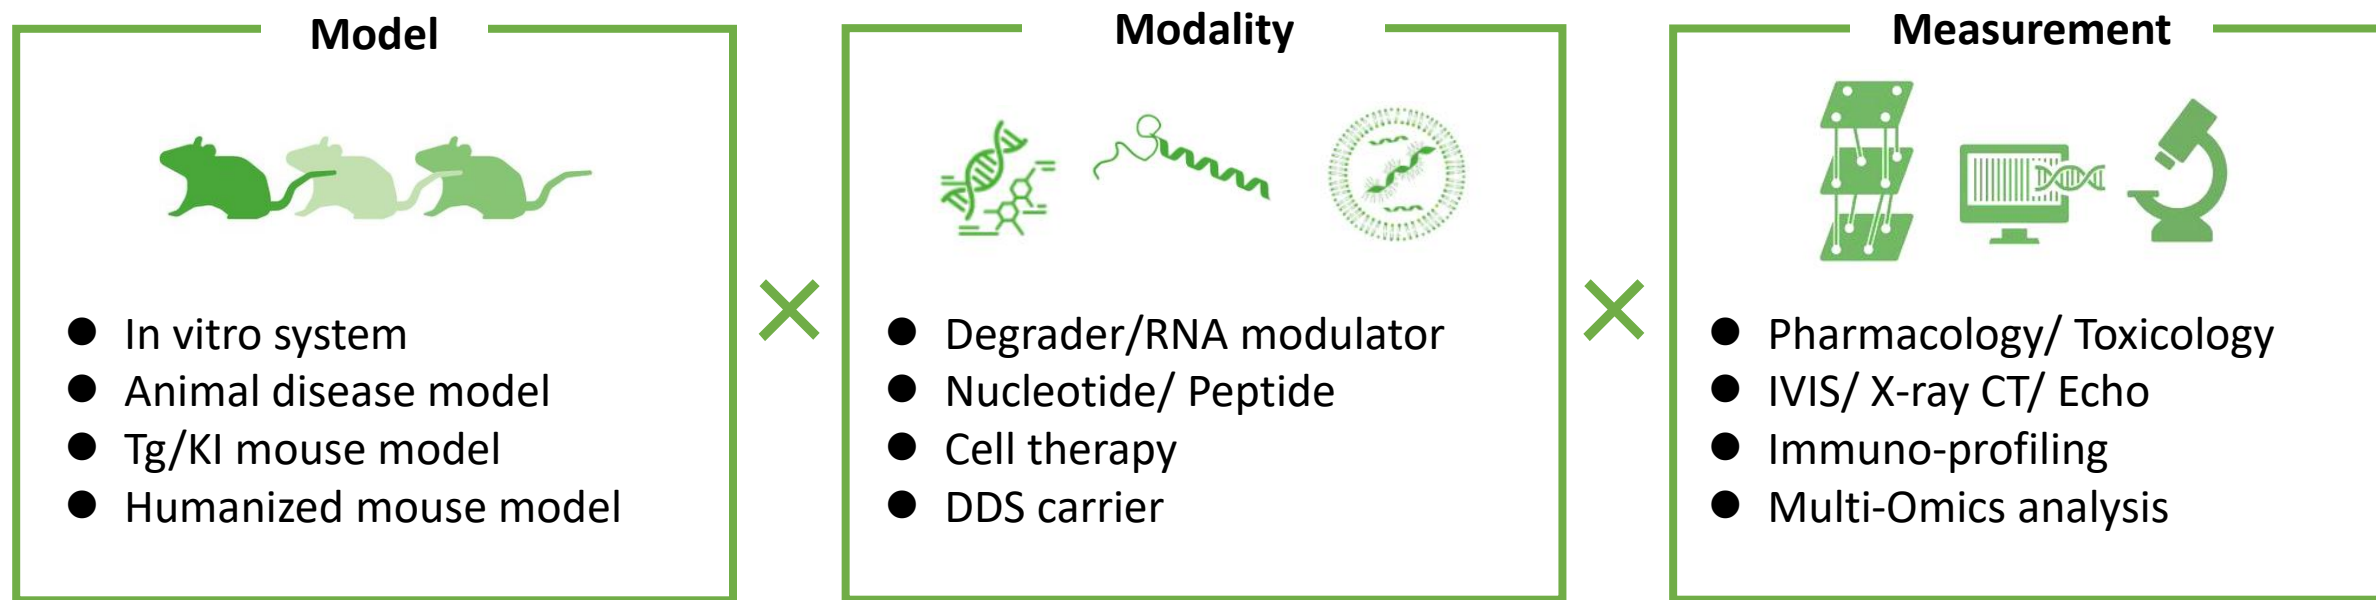 Model
● In vitro system
● Animal disease model
● Tg/KI mouse model
● Humanized mouse model
×
Modality
● Degrader/RNA modulator
● Nucleotide/ Peptide
● Cell therapy
● DDS carrier
×
Measurement
● Pharmacology/ Toxicology
● IVIS/ X-ray CT/ Echo
● Immuno-profiling
● Multi-Omics analysis